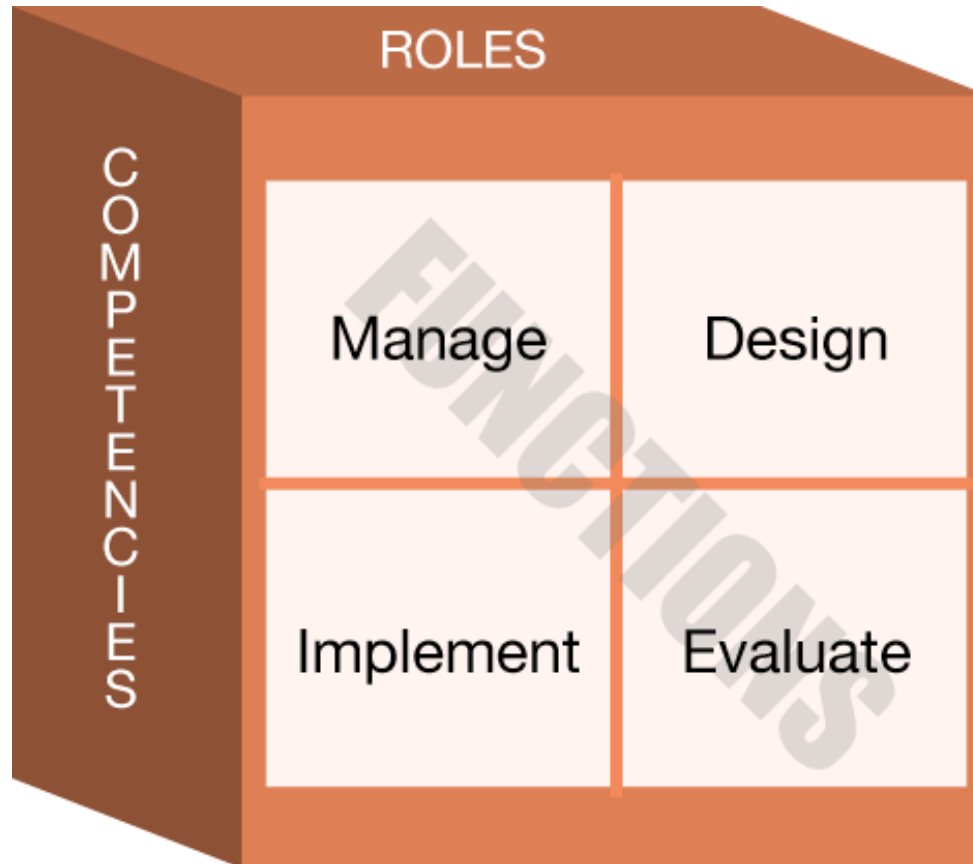 ROLES
COMPETENCIES
FUNCTIONS
Manage
Design
Implement
Evaluate